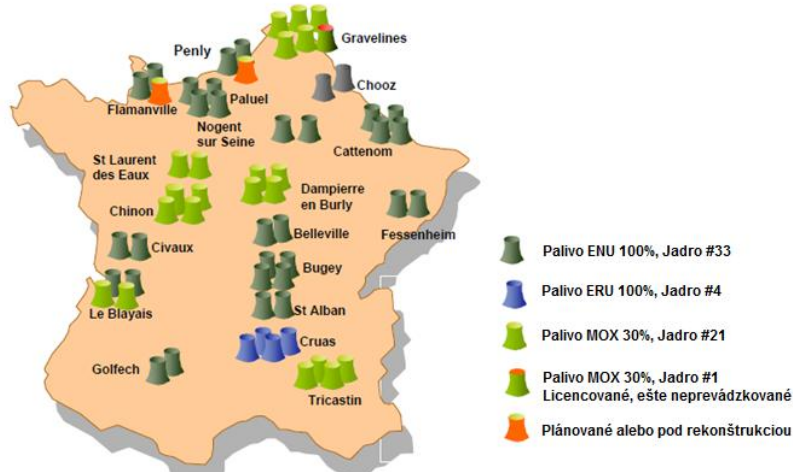 Gravelines
Penly
Chooz
Flamanville
Paluel
Nogent
sur Seine
Cattenom
St Laurent
des Eaux
Dampierre
en Burly
Chinon
Belleville
Fessenheim
Civaux
Bugey
Le Blayais
St Alban
Cruas
Golfech
Tricastin
Palivo ENU 100%, Jadro #33
Palivo ERU 100%, Jadro #4
Palivo MOX 30%, Jadro #21
Palivo MOX 30%, Jadro #1
Licencované, ešte neprevádzkované
Plánované alebo pod rekonštrukciou